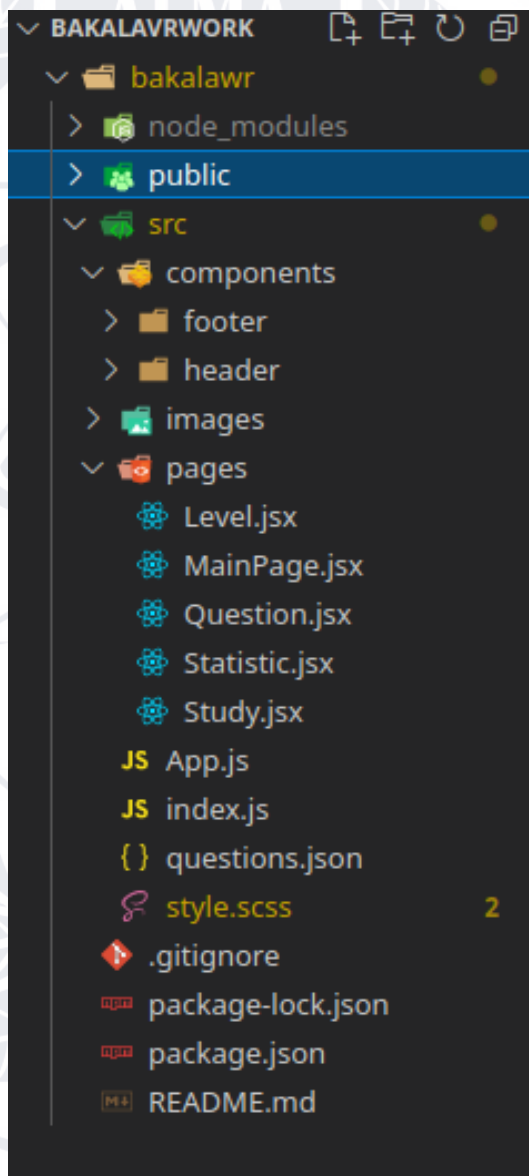 BAKALAVRWORK
bakalawr
node_modules
public
src
components
footer
header
images
pages
Level.jsx
MainPage.jsx
Question.jsx
Statistic.jsx
Study.jsx
JS App.js
JS index.js
{ } questions.json
style.scss 2
.gitignore
npm package-lock.json
npm package.json
M↓ README.md